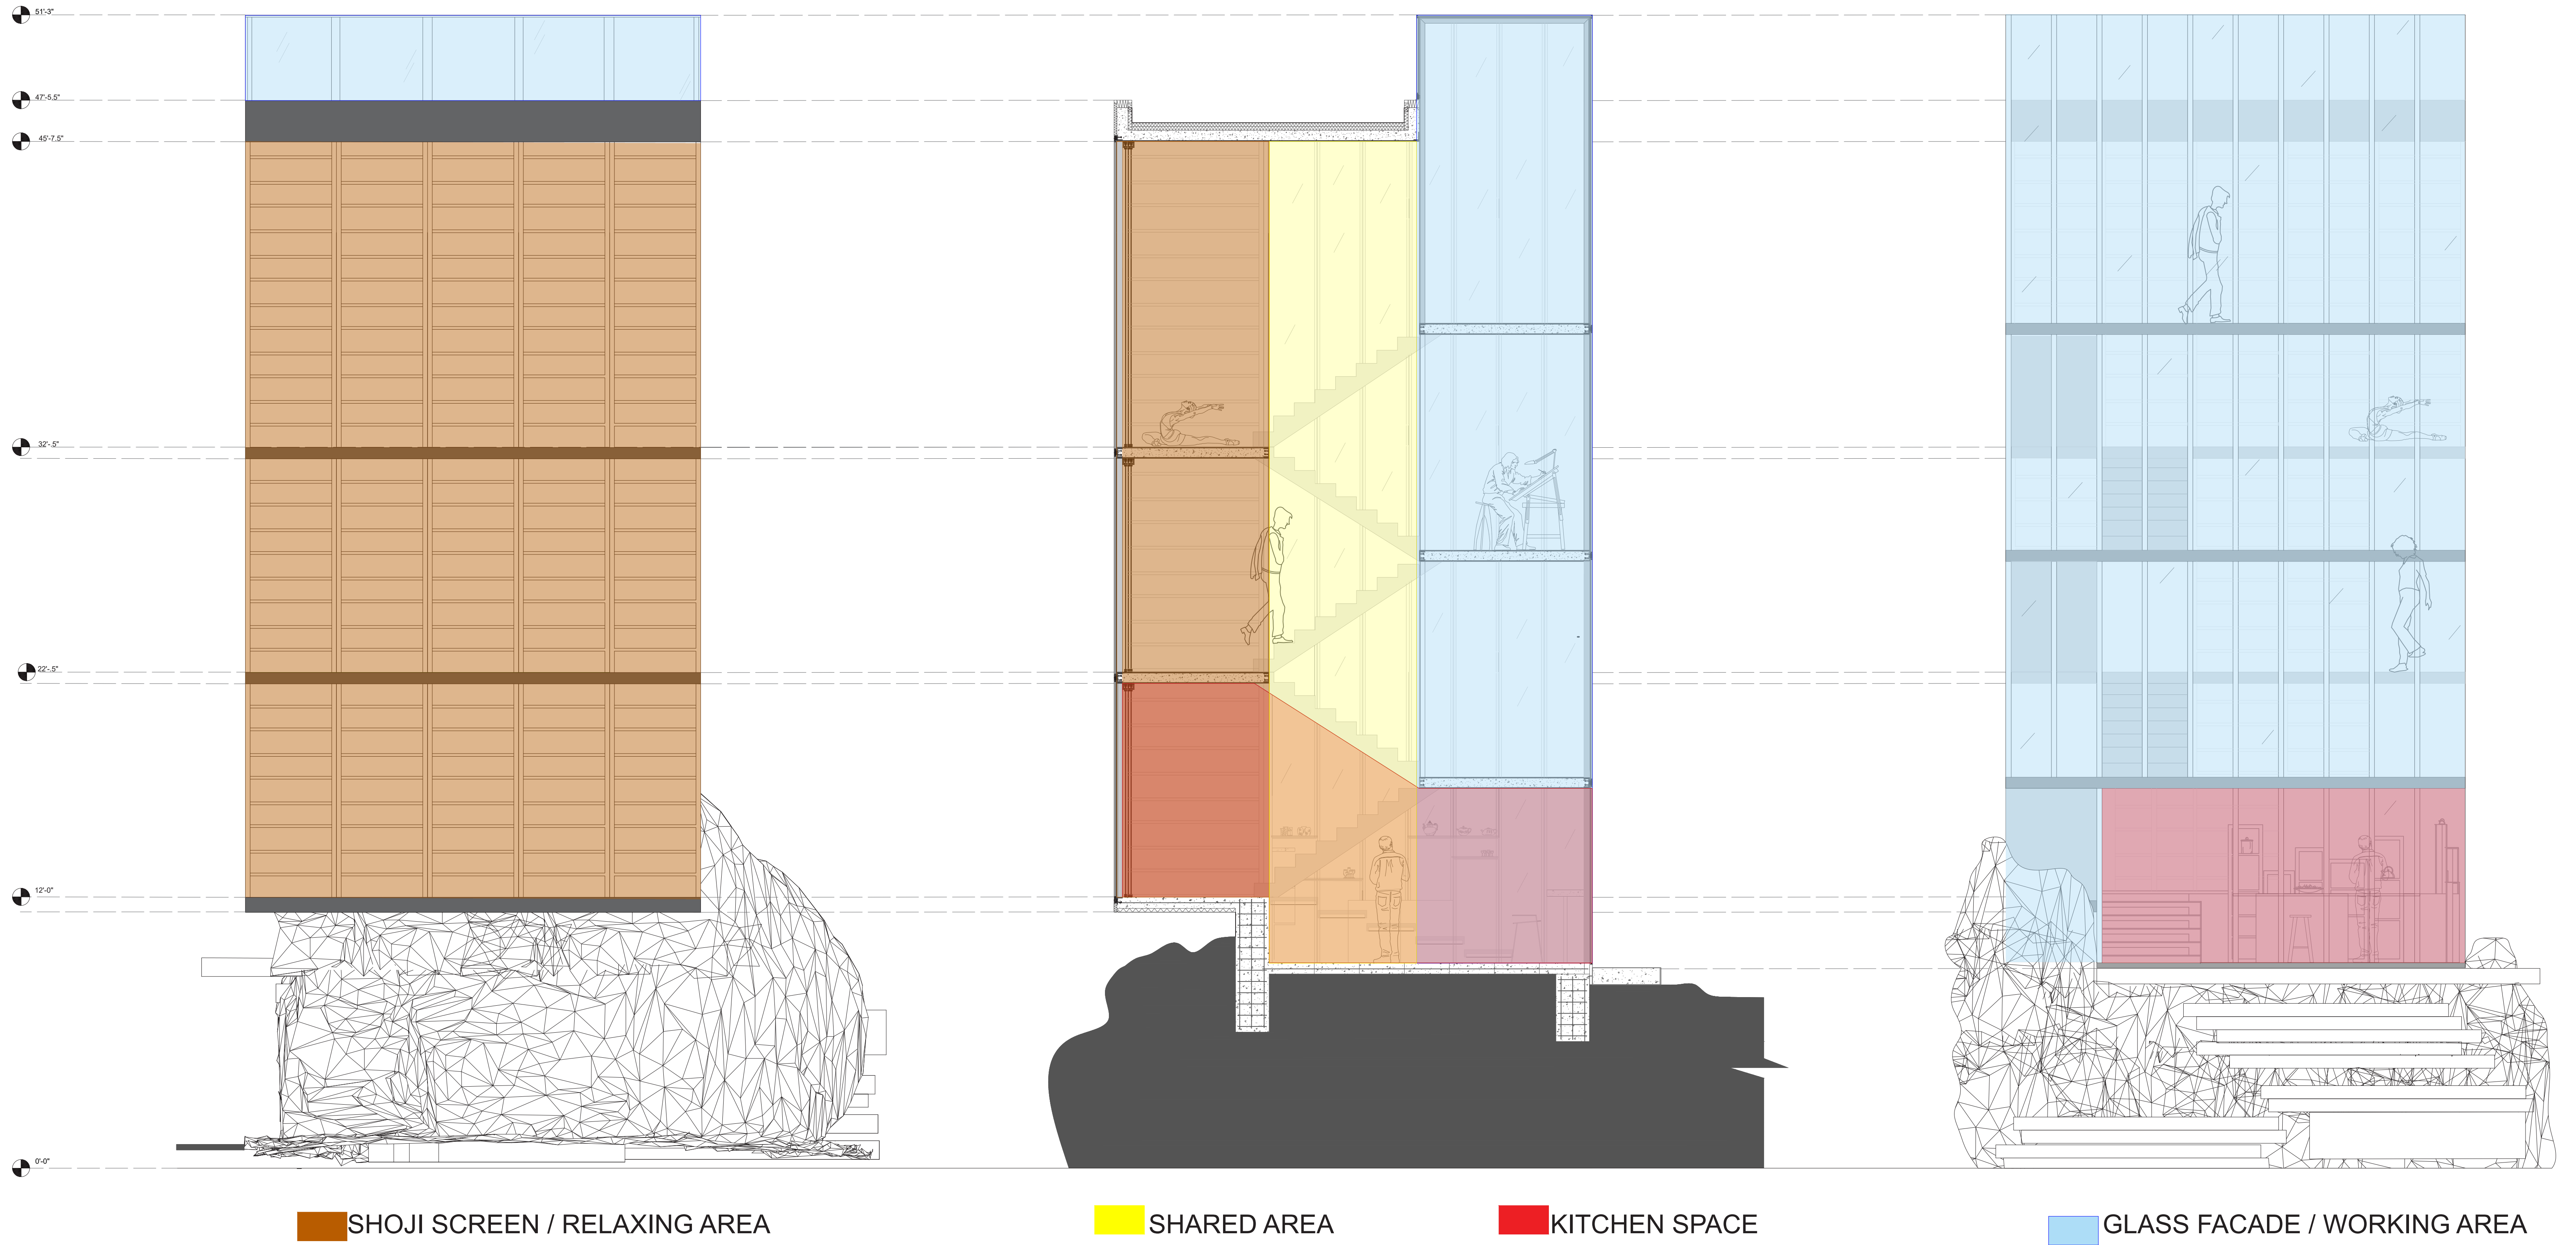 51'-3"
47'-5.5"
45'-7.5"
32'-.5"
22'-.5"
12'-0"
0'-0"
SHOJI SCREEN / RELAXING AREA
SHARED AREA
KITCHEN SPACE
GLASS FACADE / WORKING AREA